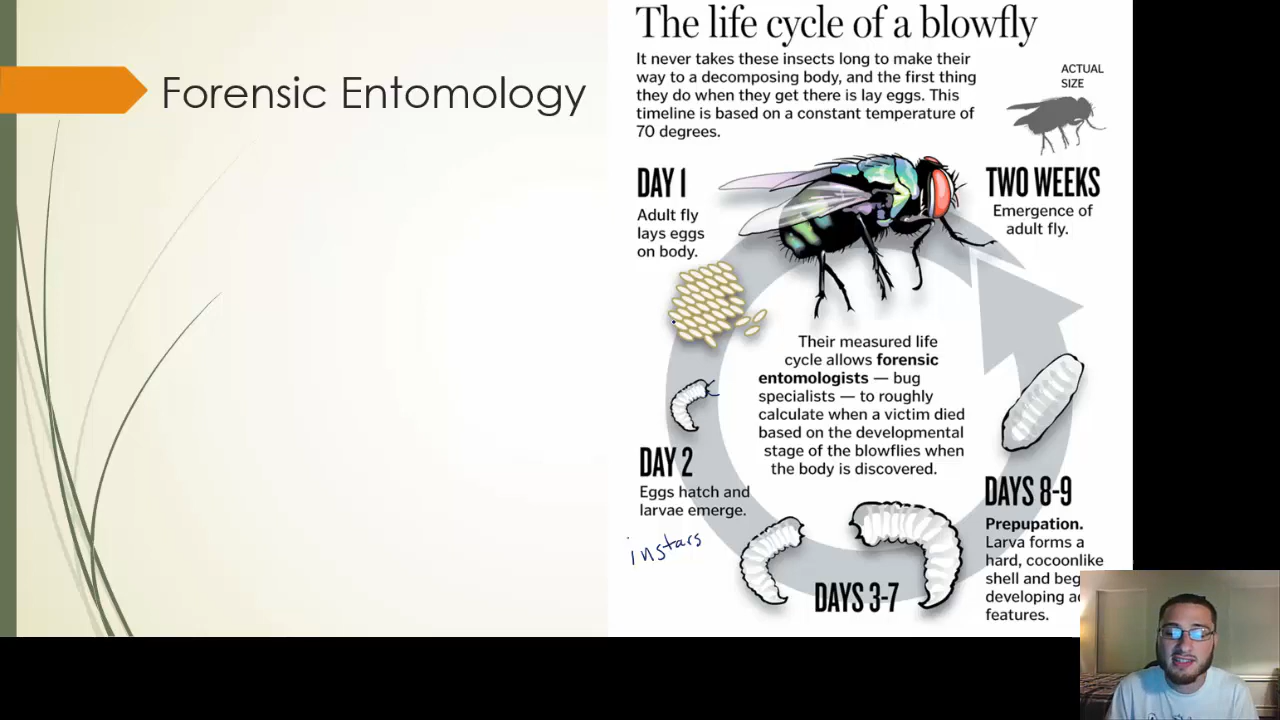 Forensic Entomology
The life cycle of a blowfly
It never takes these insects long to make their
way to a decomposing body, and the first thing
they do when they get there is lay eggs. This
timeline is based on a constant temperature of
70 degrees.
ACTUAL
SIZE
DAY 1
Adult fly
lays eggs
on body.
TWO WEEKS
Emergence of
adult fly.
Their measured life
cycle allows forensic
entomologists — bug
specialists — to roughly
calculate when a victim died
based on the developmental
stage of the blowflies when
the body is discovered.
DAY 2
Eggs hatch and
larvae emerge.
instars
DAYS 3-7
DAYS 8-9
Prepupation.
Larva forms a
hard, cocoonlike
shell and beg
developing a
features.